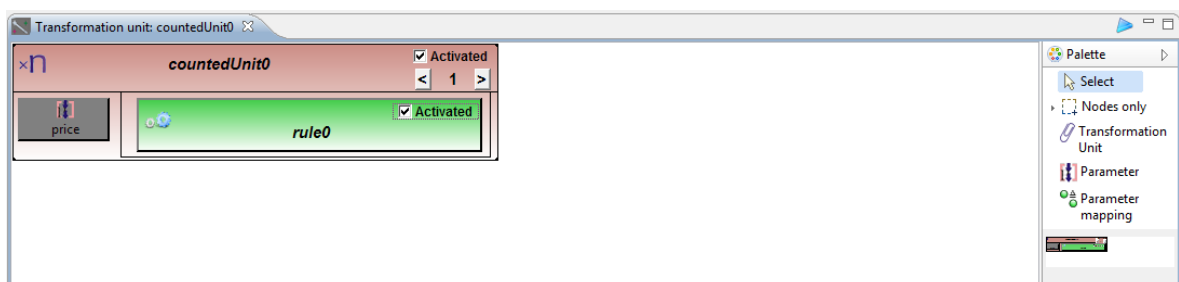 Transformation unit: countedUnit0
×n
countedUnit0
Activated
< 1 >
price
Activated
rule0
Palette
Select
Nodes only
Transformation
Unit
Parameter
Parameter
mapping